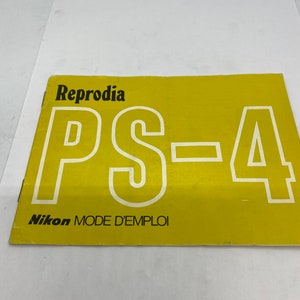 Reprodia
PS-4
Nikon MODE D'EMPLOI